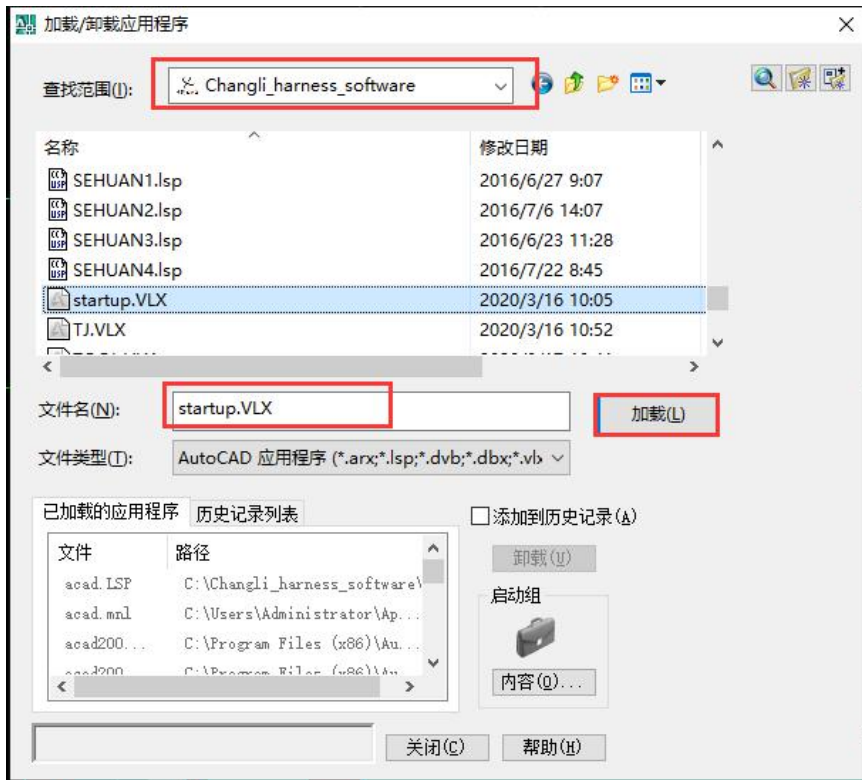 加载/卸载应用程序
查找范围(I):
Changli_harness_software
名称 修改日期
SEHUAN1.lsp 2016/6/27 9:07
SEHUAN2.lsp 2016/7/6 14:07
SEHUAN3.lsp 2016/6/23 11:28
SEHUAN4.lsp 2016/7/22 8:45
startup.VLX 2020/3/16 10:05
TJ.VLX 2020/3/16 10:52
文件名(N): startup.VLX 加载(L)
文件类型(T): AutoCAD 应用程序 (*.arx;*.lsp;*.dvb;*.dbx;*.vl
已加载的应用程序 历史记录列表 添加到历史记录(A)
文件 路径 卸载(U)
acad.LSP C:\Changli_harness_software\
acad.mnl C:\Users\Administrator\Ap...
启动组
acad200... C:\Program Files (x86)\Au...
acad200 C:\Program Files (x86)\Au
内容(O)...
关闭(C) 帮助(H)